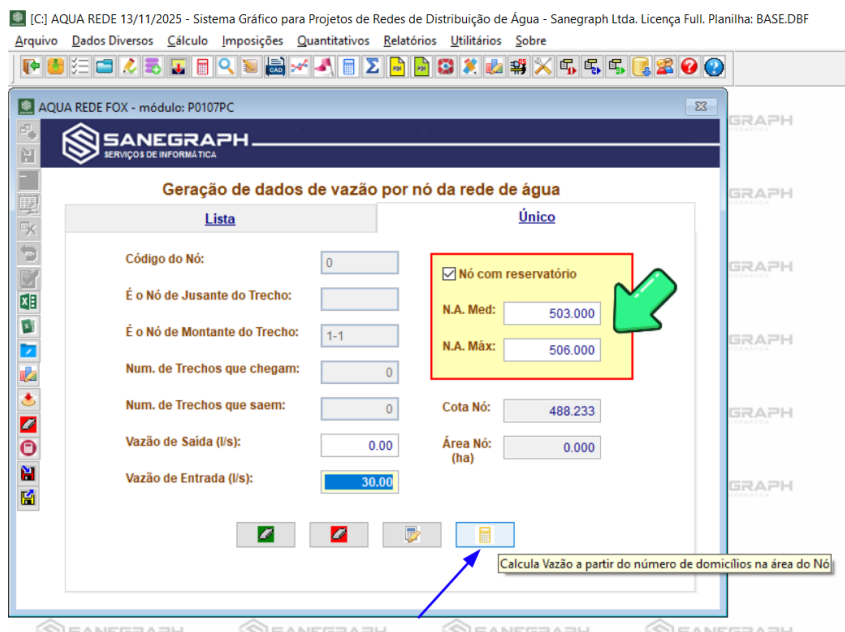 [C:] AQUA REDE 13/11/2025 - Sistema Gráfico para Projetos de Redes de Distribuição de Água - Sanegraph Ltda. Licença Full. Planilha: BASE.DBF
Arquivo Dados Diversos Cálculo Imposições Quantitativos Relatórios Utilitários Sobre
AQUA REDE FOX - módulo: P0107PC
SANEGRAPH
SERVIÇOS DE INFORMÁTICA
Geração de dados de vazão por nó da rede de água
Lista Único
Código do Nó: 0
Nó com reservatório
É o Nó de Jusante do Trecho:
N.A. Med: 503.000
É o Nó de Montante do Trecho: 1-1
N.A. Máx: 506.000
Num. de Trechos que chegam: 0
Num. de Trechos que saem: 0
Cota Nó: 488.233
Vazão de Saída (l/s): 0.00
Área Nó: (ha) 0.000
Vazão de Entrada (l/s): 30.00
Calcula Vazão a partir do número de domicílios na área do Nó